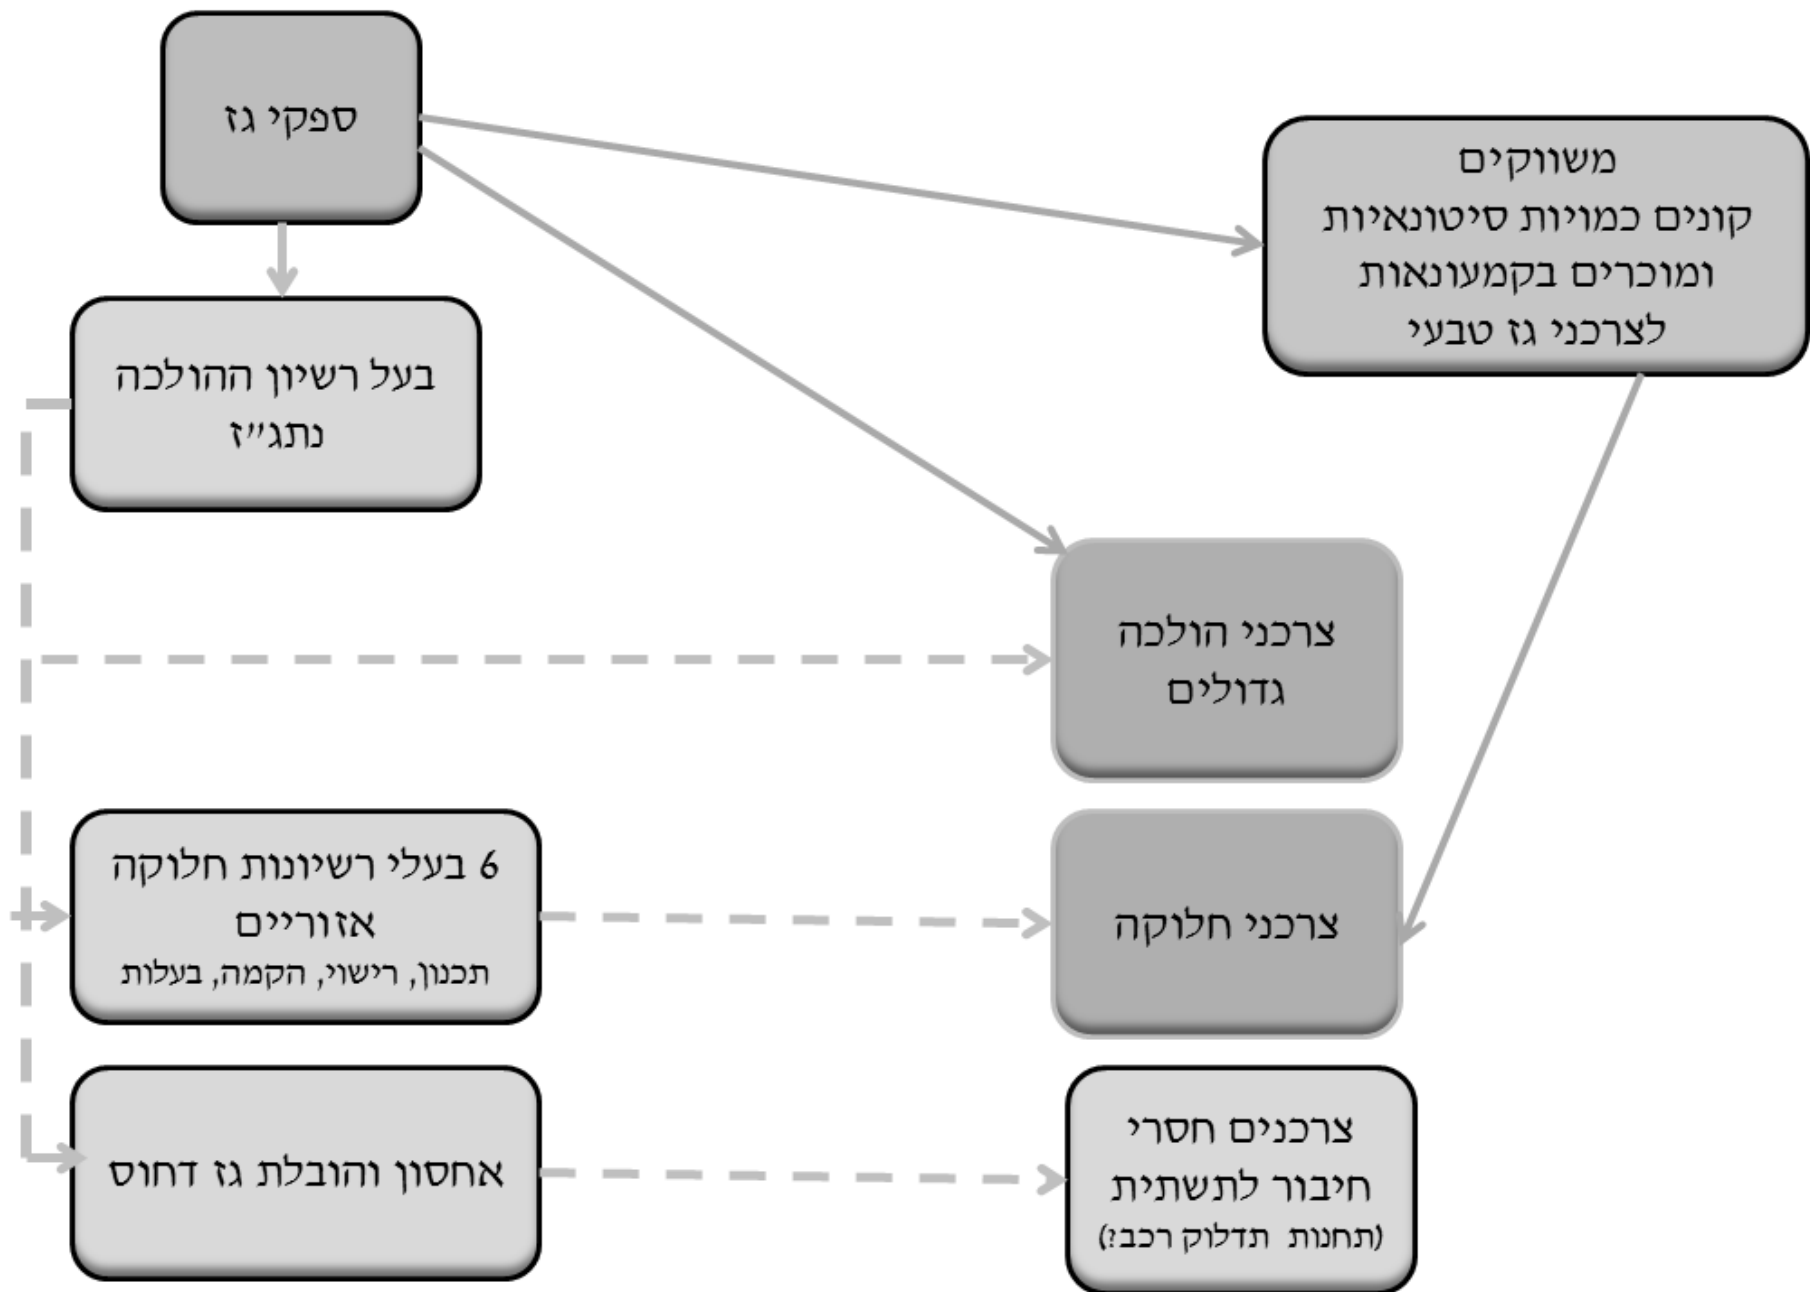 ספקי גז
משווקים
קונים כמויות סיטונאיות
ומוכרים בקמעונאות
לצרכני גז טבעי
בעל רשיון ההולכה
נתג״ז
צרכני הולכה
גדולים
6 בעלי רשיונות חלוקה
אזוריים
תכנון, רישוי, הקמה, בעלות
צרכני חלוקה
אחסון והובלת גז דחוס
צרכנים חסרי
חיבור לתשתית
(תחנות תדלוק רכב?)